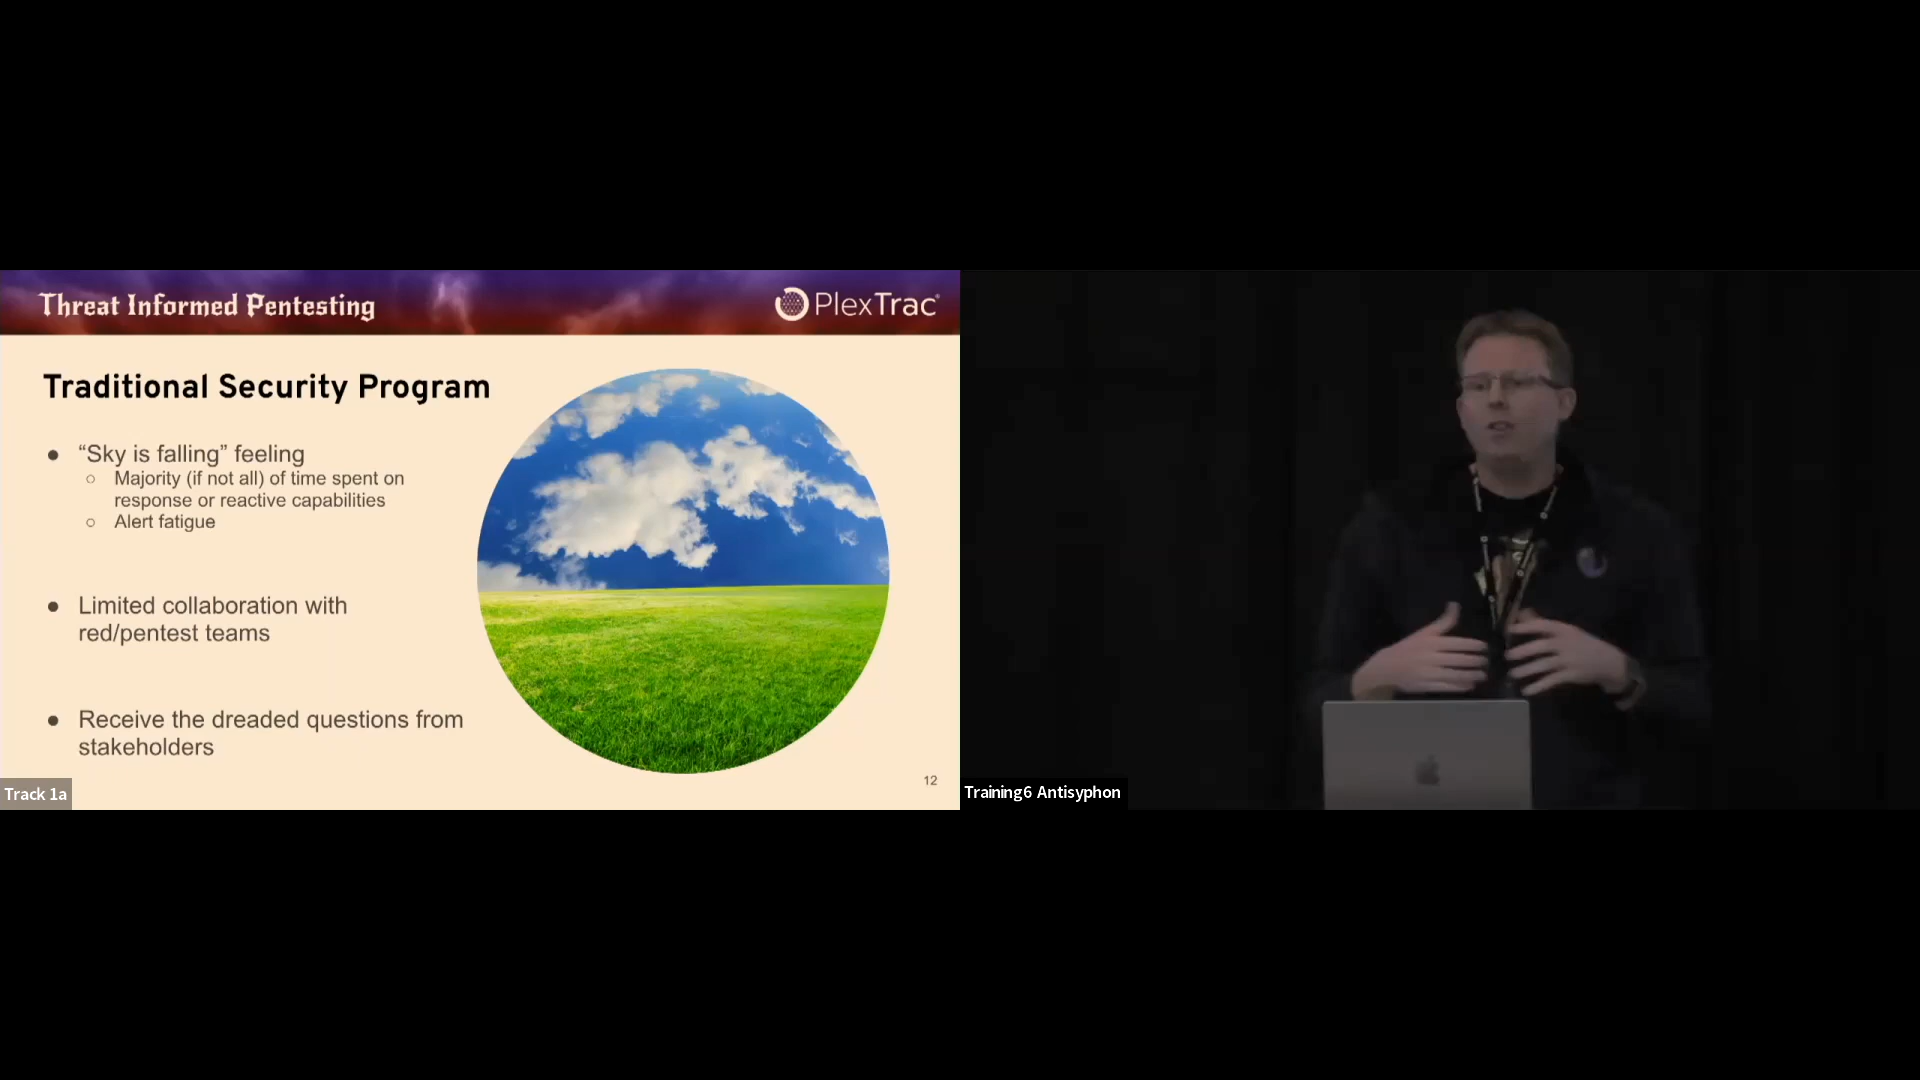 Threat Informed Pentesting
PlexTrac
Traditional Security Program
● “Sky is falling” feeling
○ Majority (if not all) of time spent on
response or reactive capabilities
○ Alert fatigue
● Limited collaboration with
red/pentest teams
● Receive the dreaded questions from
stakeholders
12
Track 1a
Training6 Antisyphon